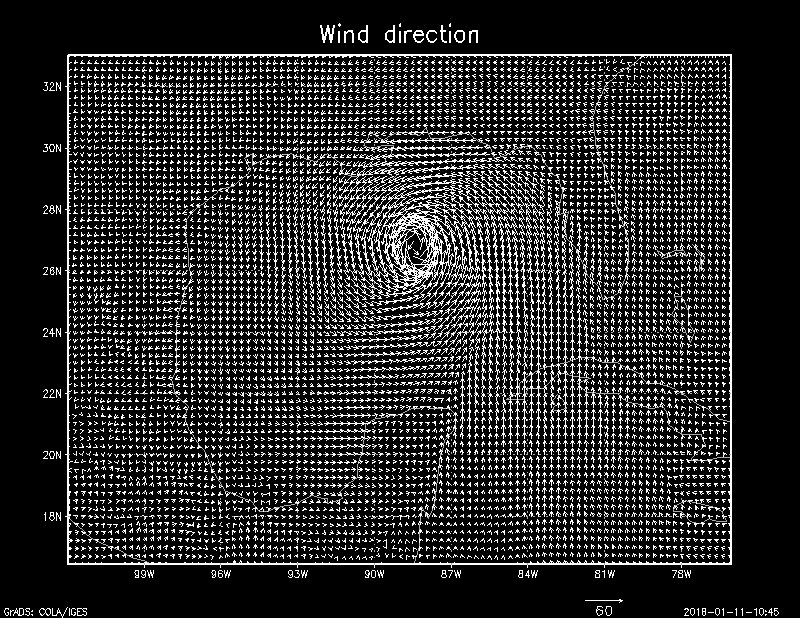 Wind direction
32N
30N
28N
26N
24N
22N
20N
18N
99W 96W 93W 90W 87W 84W 81W 78W
60
GrADS: COLA/IGES 2018-01-11-10:45